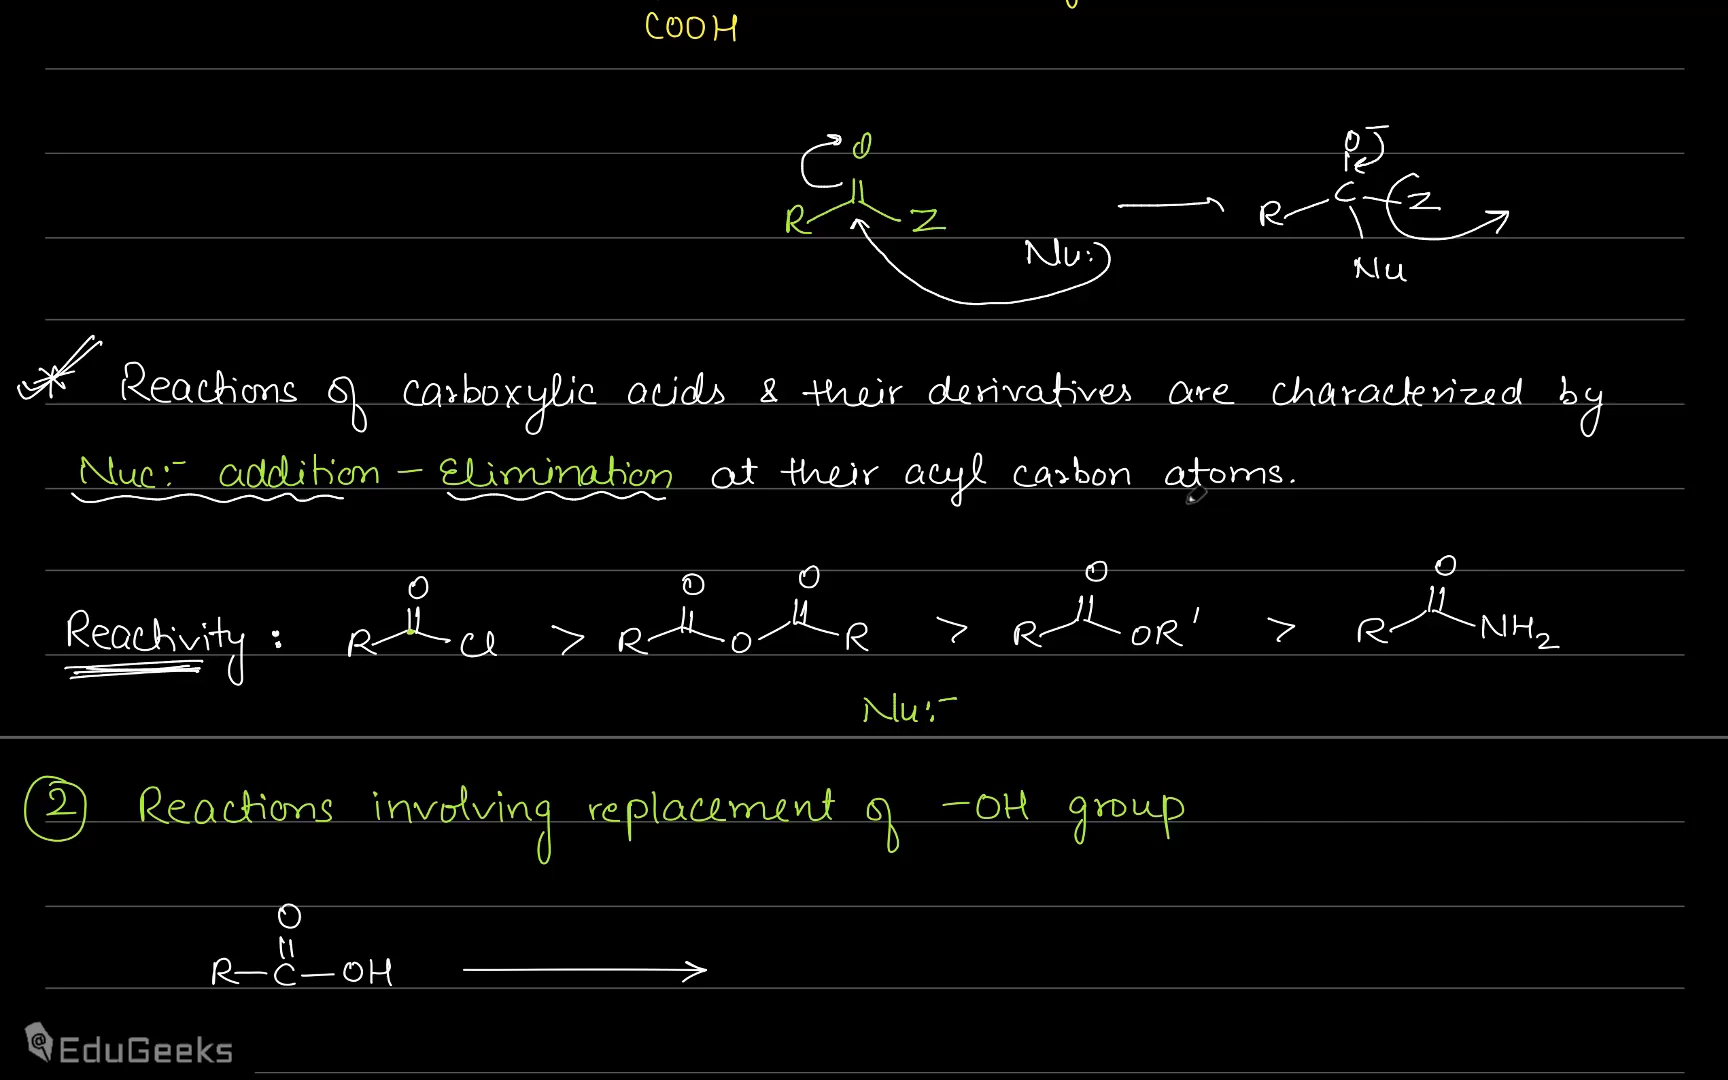 COOH
O
R Z
Nu:
O⁻
R C Z
Nu
* Reactions of carboxylic acids & their derivatives are characterized by
Nuc:⁻ addition - Elimination at their acyl carbon atoms.
O O O O O
Reactivity : R Cl > R O R > R OR' > R NH₂
Nu:⁻
② Reactions involving replacement of -OH group
O
R-C-OH
@ EduGeeks